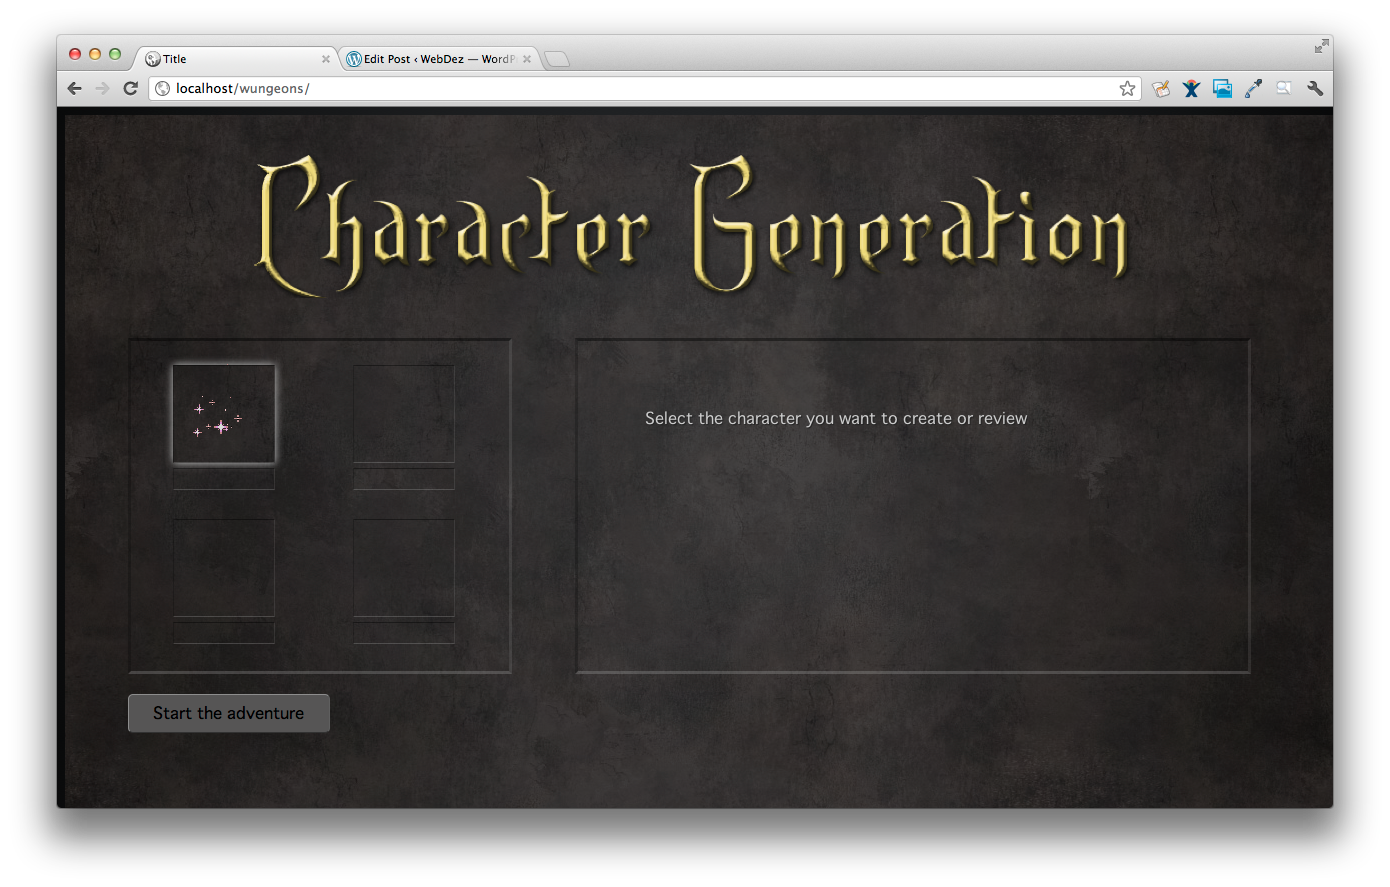 Title
Edit Post ‹ WebDez — WordP
localhost/wungeons/
Character Generation
Select the character you want to create or review
Start the adventure